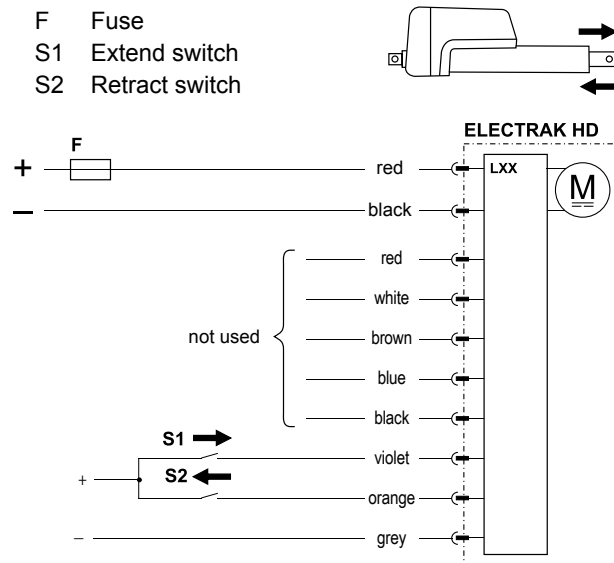 F Fuse
S1 Extend switch
S2 Retract switch
ELECTRAK HD
F
+ red LXX
M
– black
red
white
not used brown
blue
black
S1 violet
+ S2
orange
– grey